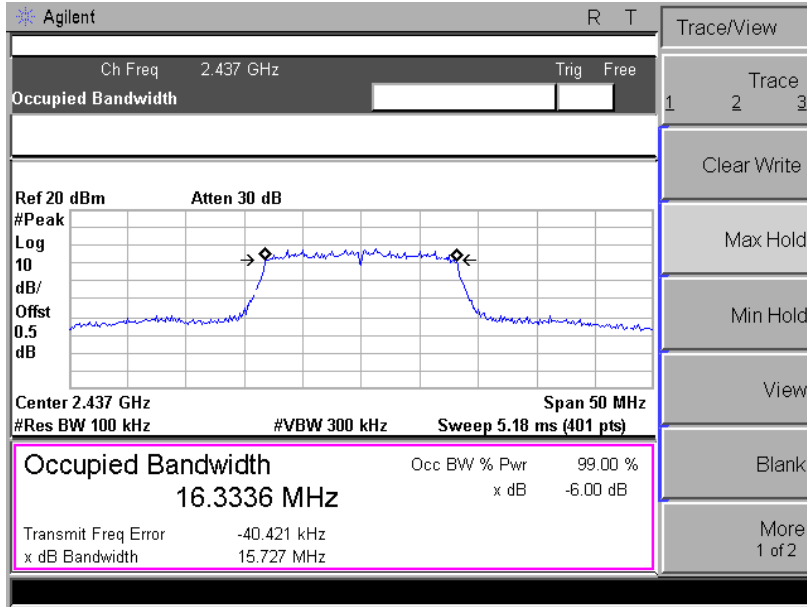 Agilent R T
Ch Freq 2.437 GHz Trig Free
Occupied Bandwidth
Ref 20 dBm Atten 30 dB
#Peak
Log
10
dB/
Offst
0.5
dB
Center 2.437 GHz Span 50 MHz
#Res BW 100 kHz #VBW 300 kHz Sweep 5.18 ms (401 pts)
Occupied Bandwidth
16.3336 MHz
Occ BW % Pwr 99.00 %
x dB -6.00 dB
Transmit Freq Error -40.421 kHz
x dB Bandwidth 15.727 MHz
Trace/View
Trace
1 2 3
Clear Write
Max Hold
Min Hold
View
Blank
More
1 of 2